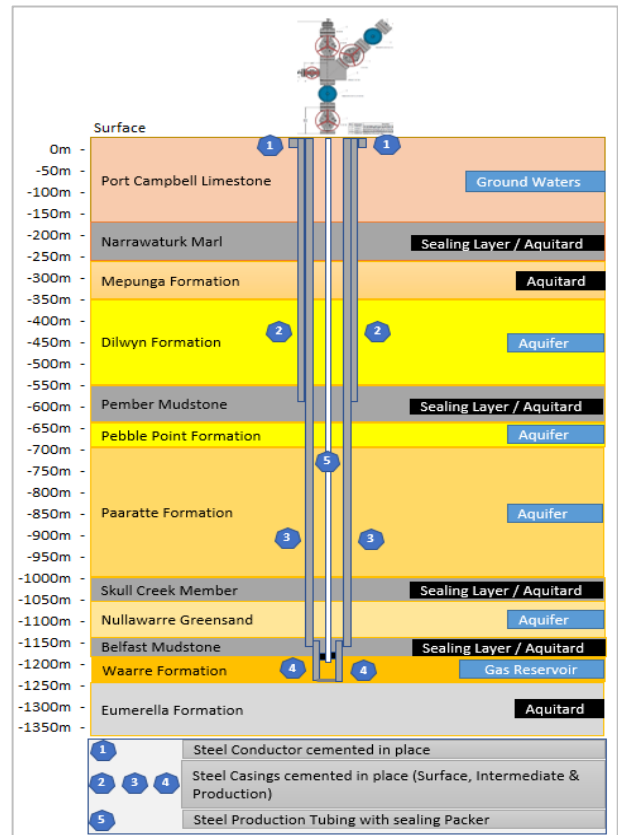 Surface
1
1
0m -
-50m -
Port Campbell Limestone
Ground Waters
-100m -
-150m -
-200m -
Narrawaturk Marl
Sealing Layer / Aquitard
-250m -
Mepunga Formation
Aquitard
-300m -
-350m -
-400m -
2
2
Dilwyn Formation
Aquifer
-450m -
-500m -
-550m -
-600m -
Pember Mudstone
Sealing Layer / Aquitard
-650m -
Pebble Point Formation
Aquifer
-700m -
5
-750m -
-800m -
-850m -
Paaratte Formation
Aquifer
-900m -
3
3
-950m -
-1000m -
Skull Creek Member
Sealing Layer / Aquitard
-1050m -
-1100m -
Nullawarre Greensand
Aquifer
-1150m -
Belfast Mudstone
Sealing Layer / Aquitard
-1200m -
Waarre Formation
4
4
Gas Reservoir
-1250m -
-1300m -
Eumerella Formation
Aquitard
-1350m -
1
Steel Conductor cemented in place
2 3 4
Steel Casings cemented in place (Surface, Intermediate &
Production)
5
Steel Production Tubing with sealing Packer